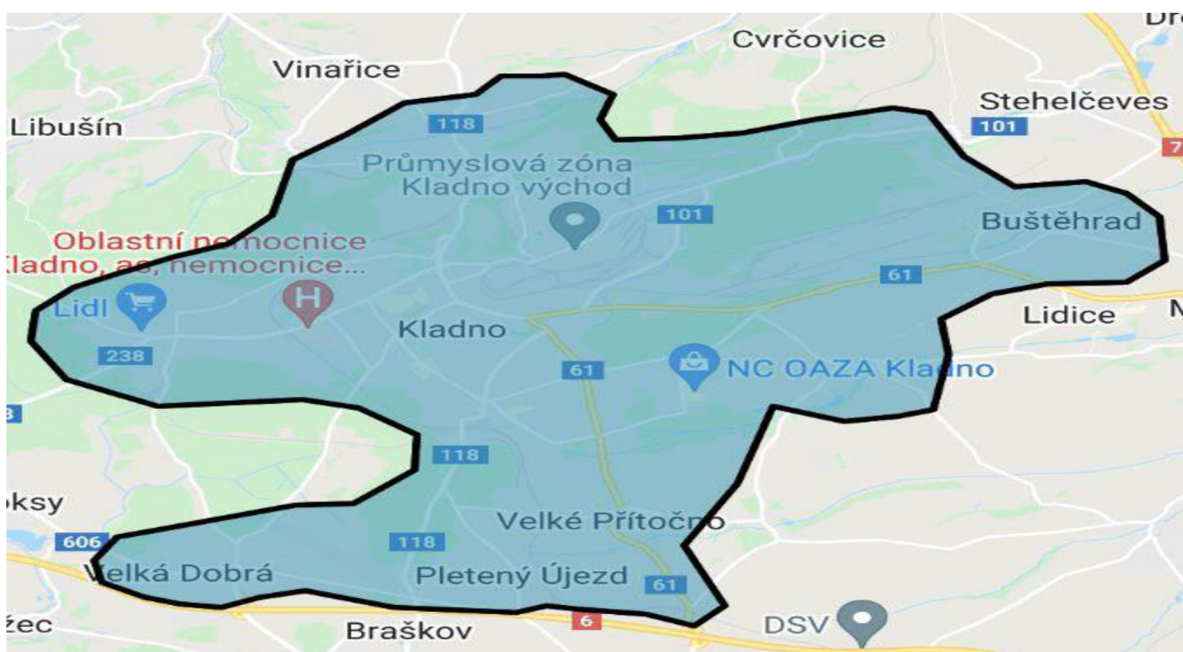 Cvrčovice
Vinařice
Stehelčeves
Libušín
118
101
7
Průmyslová zóna
Kladno východ
101
Buštěhrad
Oblastní nemocnice
Kladno, as, nemocnice...
61
Lidl
H
Lidice
Kladno
238
61
NC OAZA Kladno
118
Velké Přítočno
606
118
Velká Dobrá
Pletený Újezd
61
6
Braškov
DSV